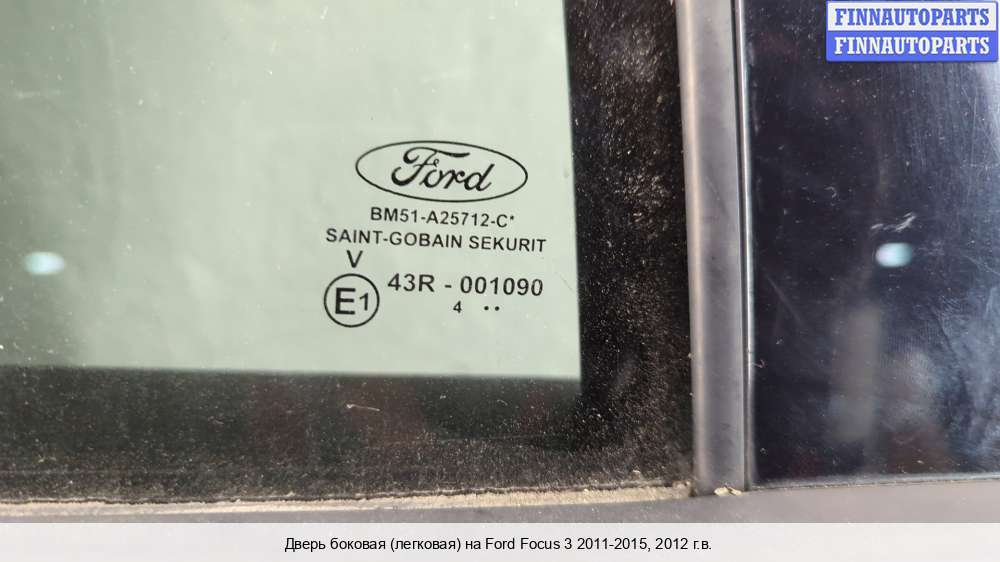 FINNAUTOPARTS
FINNAUTOPARTS
Ford
BM51-A25712-C*
SAINT-GOBAIN SEKURIT
V
E1 43R - 001090
4 ••
Дверь боковая (легковая) на Ford Focus 3 2011-2015, 2012 г.в.